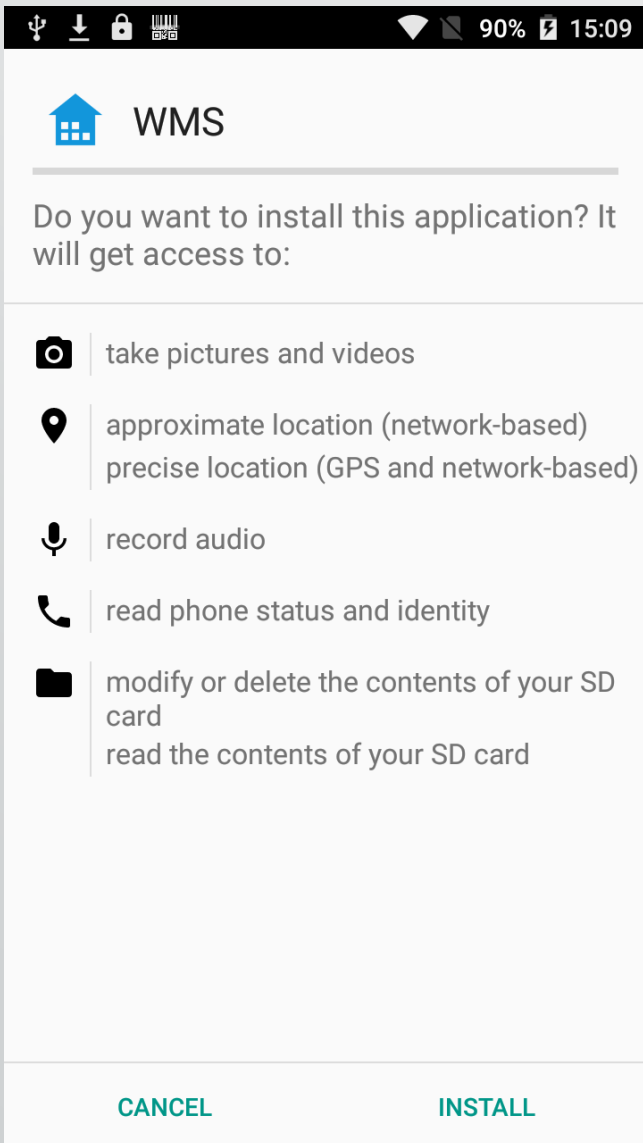 90% 15:09
WMS
Do you want to install this application? It
will get access to:
take pictures and videos
approximate location (network-based)
precise location (GPS and network-based)
record audio
read phone status and identity
modify or delete the contents of your SD
card
read the contents of your SD card
CANCEL INSTALL